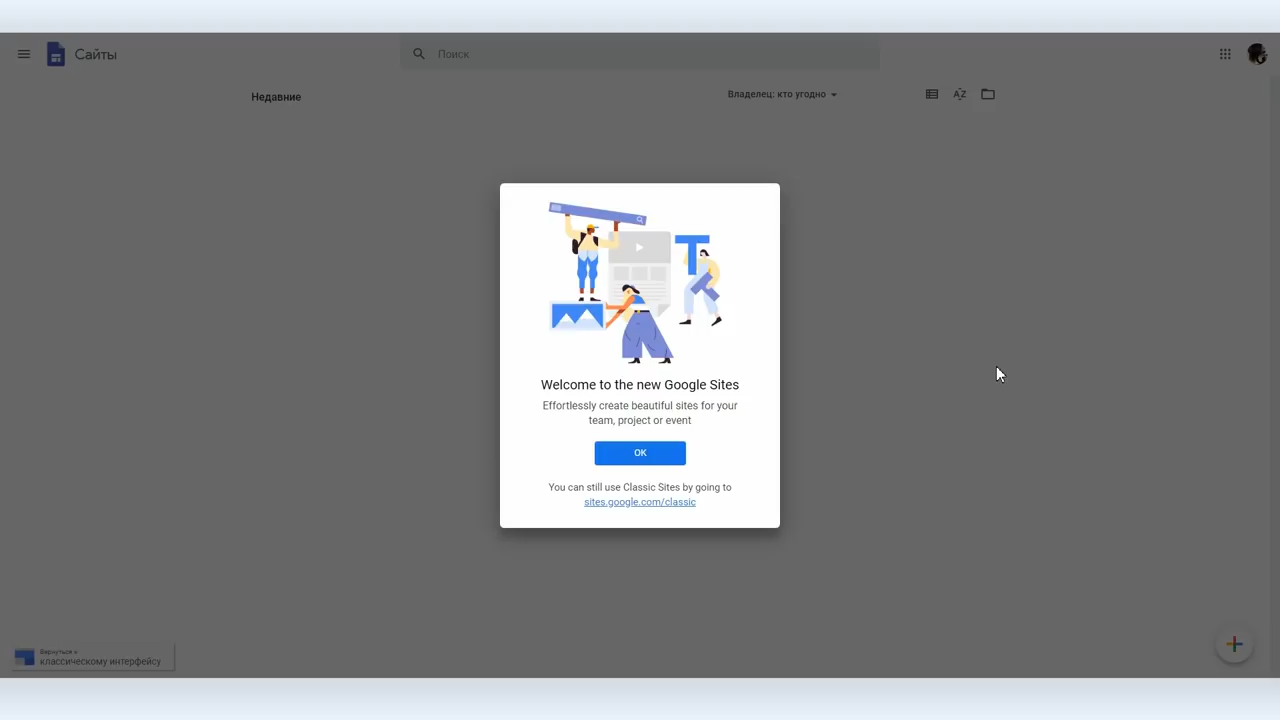 Сайты
Поиск
Недавние
Владелец: кто угодно
AZ
T
Welcome to the new Google Sites
Effortlessly create beautiful sites for your
team, project or event
OK
You can still use Classic Sites by going to
sites.google.com/classic
Вернуться к
классическому интерфейсу